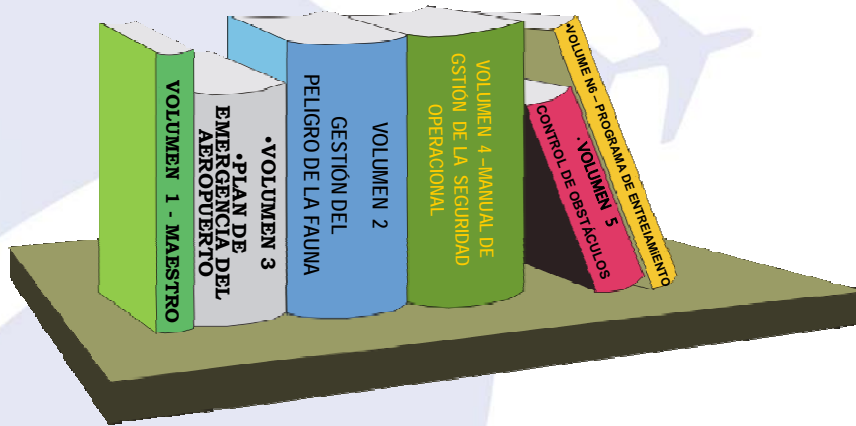 VOLUMEN 1 - MAESTRO
•VOLUMEN 3
•PLAN DE
EMERGENCIA DEL
AEROPUERTO
VOLUMEN 2
GESTIÓN DEL
PELIGRO DE LA FAUNA
VOLUMEN 4 –MANUAL DE
GSTIÓN DE LA SEGURIDAD
OPERACIONAL
•VOLUMEN 5
CONTROL DE OBSTÁCULOS
•VOLUME N6 – PROGRAMA DE ENTREIAMIENTO